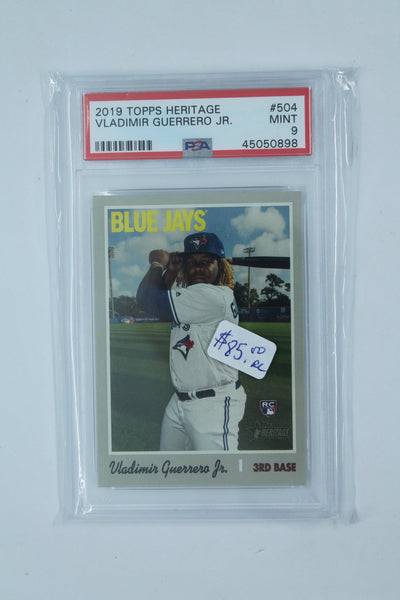 2019 TOPPS HERITAGE #504
VLADIMIR GUERRERO JR. MINT
9
PSA 45050898
BLUE JAYS
$85.00
RC
RC
HERITAGE
Vladimir Guerrero Jr. 3RD BASE